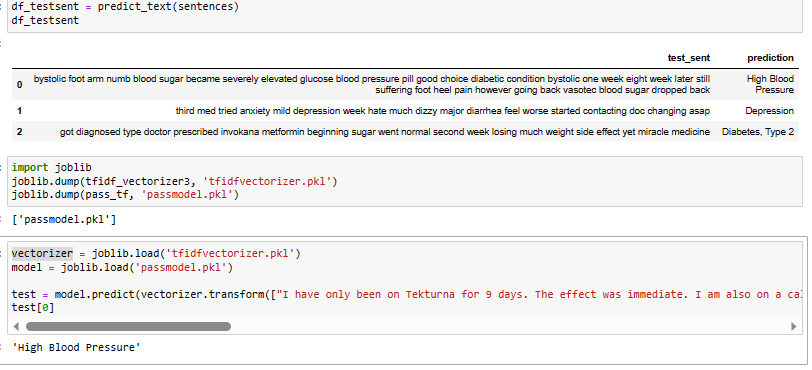 df_testsent = predict_text(sentences)
df_testsent
test_sent prediction
0 bystolic foot arm numb blood sugar became severely elevated glucose blood pressure pill good choice diabetic condition bystolic one week eight week later still High Blood
suffering foot heel pain however going back vasotec blood sugar dropped back Pressure
1 third med tried anxiety mild depression week hate much dizzy major diarrhea feel worse started contacting doc changing asap Depression
2 got diagnosed type doctor prescribed invokana metformin beginning sugar went normal second week losing much weight side effect yet miracle medicine Diabetes, Type 2
import joblib
joblib.dump(tfidf_vectorizer3, 'tfidfvectorizer.pkl')
joblib.dump(pass_tf, 'passmodel.pkl')
['passmodel.pkl']
vectorizer = joblib.load('tfidfvectorizer.pkl')
model = joblib.load('passmodel.pkl')
test = model.predict(vectorizer.transform(["I have only been on Tekturna for 9 days. The effect was immediate. I am also on a
test[0]
'High Blood Pressure'